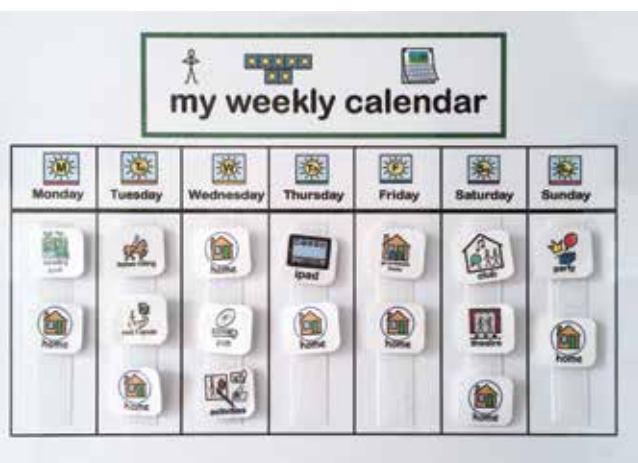 my weekly calendar
Monday Tuesday Wednesday Thursday Friday Saturday Sunday
home ipad club party
home home home theatre home
home activities home